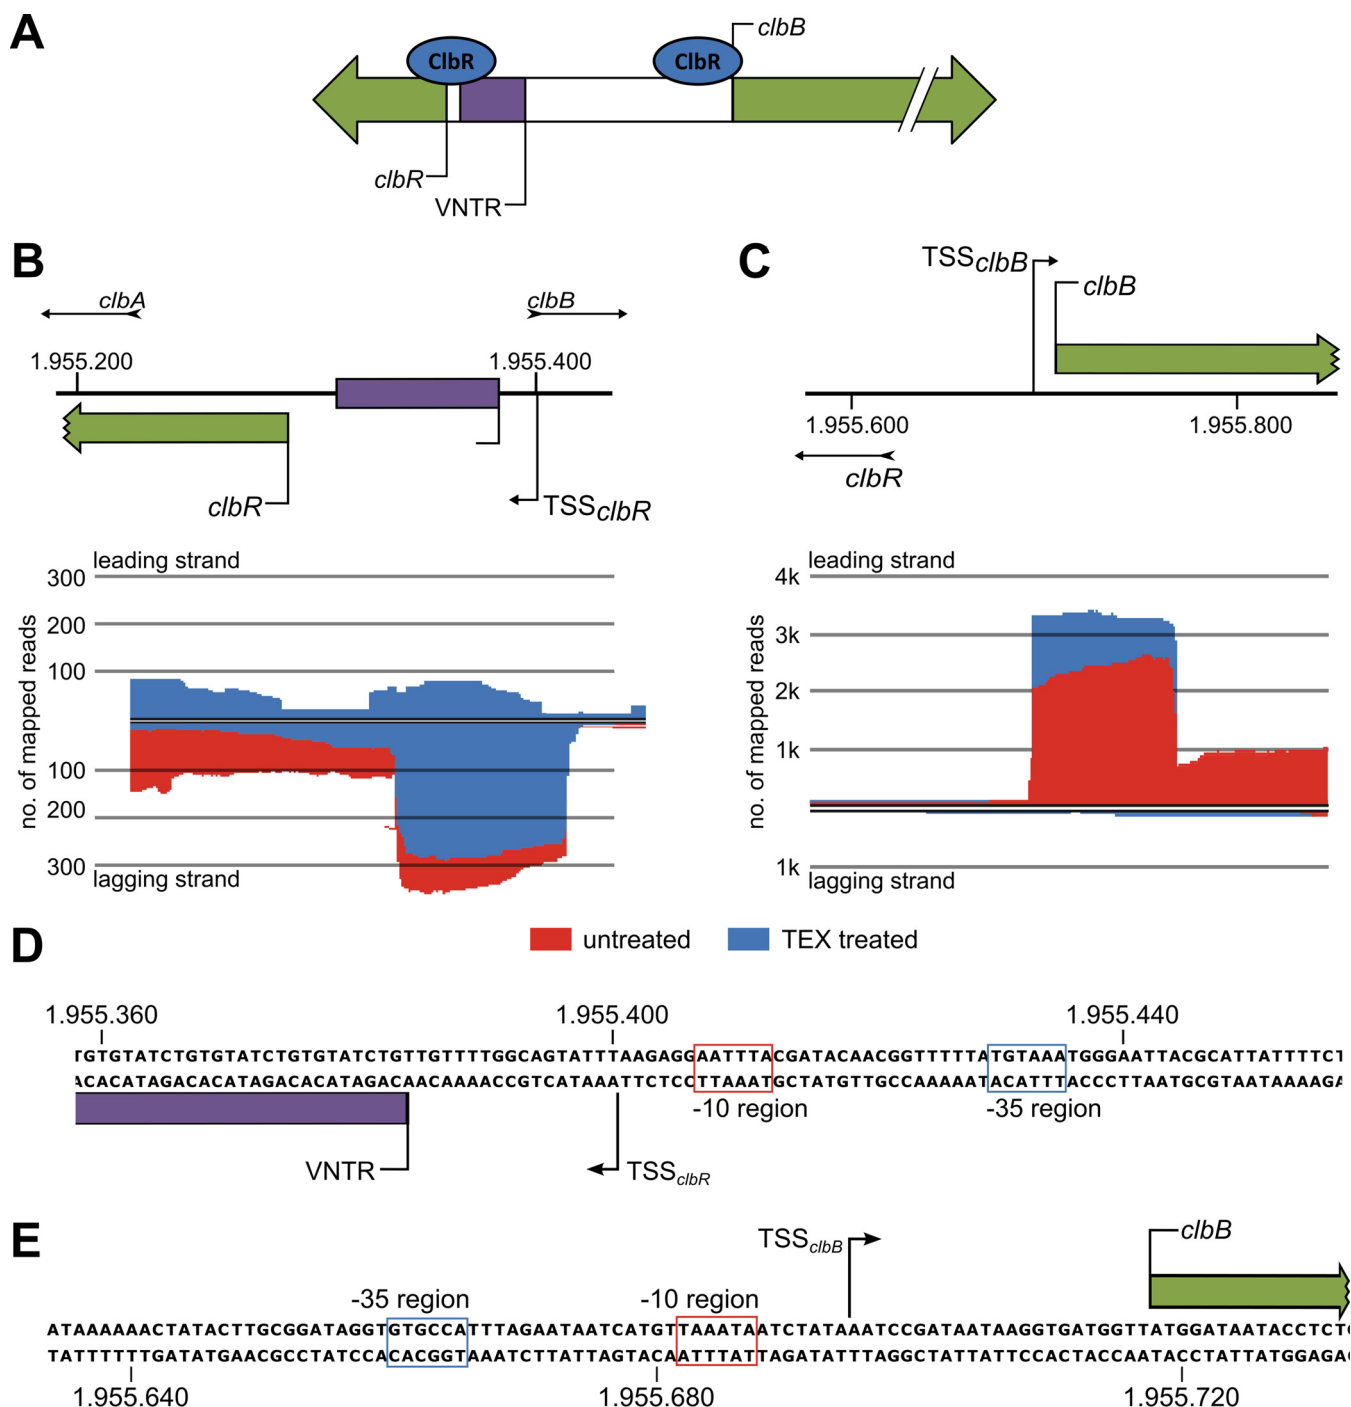 A
ClbR
ClbR
clbB
clbR
VNTR
B
clbA
clbB
1.955.200
1.955.400
clbR
TSSclbR
leading strand
300
200
100
100
200
300
no. of mapped reads
lagging strand
C
TSSclbB
clbB
1.955.600
1.955.800
clbR
leading strand
4k
3k
2k
1k
1k
no. of mapped reads
lagging strand
untreated
TEX treated
D
1.955.360
1.955.400
1.955.440
TGTGTATCTGTGTATCTGTGTATCTGTTGTTTTGGCAGTATTTAAGAGGAATTTACGATACAACGGTTTTTATGTAAATGGGAATTACGCATTATTTTCT
ACACATAGACACATAGACACATAGACAACAAAACCGTCATAAATTCTCCTTAAATGCTATGTTGCCAAAAATACATTTACCCTTAATGCGTAATAAAAGA
-10 region
-35 region
VNTR
TSSclbR
E
TSSclbB
clbB
-35 region
-10 region
ATAAAAAACTATACTTGCGGATAGGTGTGCCATTTAGAATAATCATGTTAAATAATCTATAAATCCGATAATAAGGTGATGGTTATGGATAATACCTCTG
TATTTTTTGATATGAACGCCTATCCACACGGTAAATCTTATTAGTACAATTTATTAGATATTTAGGCTATTATTCCACTACCAATACCTATTATGGAGAC
1.955.640
1.955.680
1.955.720